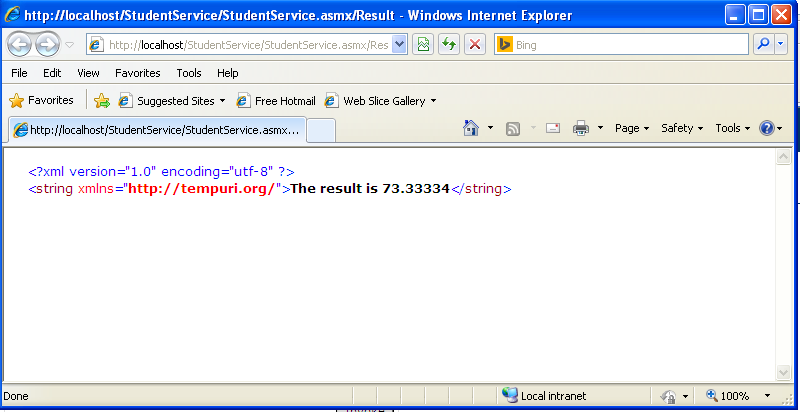 http://localhost/StudentService/StudentService.asmx/Result - Windows Internet Explorer
http://localhost/StudentService/StudentService.asmx/Res
Bing
File Edit View Favorites Tools Help
Favorites Suggested Sites Free Hotmail Web Slice Gallery
http://localhost/StudentService/StudentService.asmx...
Page Safety Tools
<?xml version="1.0" encoding="utf-8" ?>
<string xmlns="http://tempuri.org/">The result is 73.33334</string>
Done Local intranet 100%